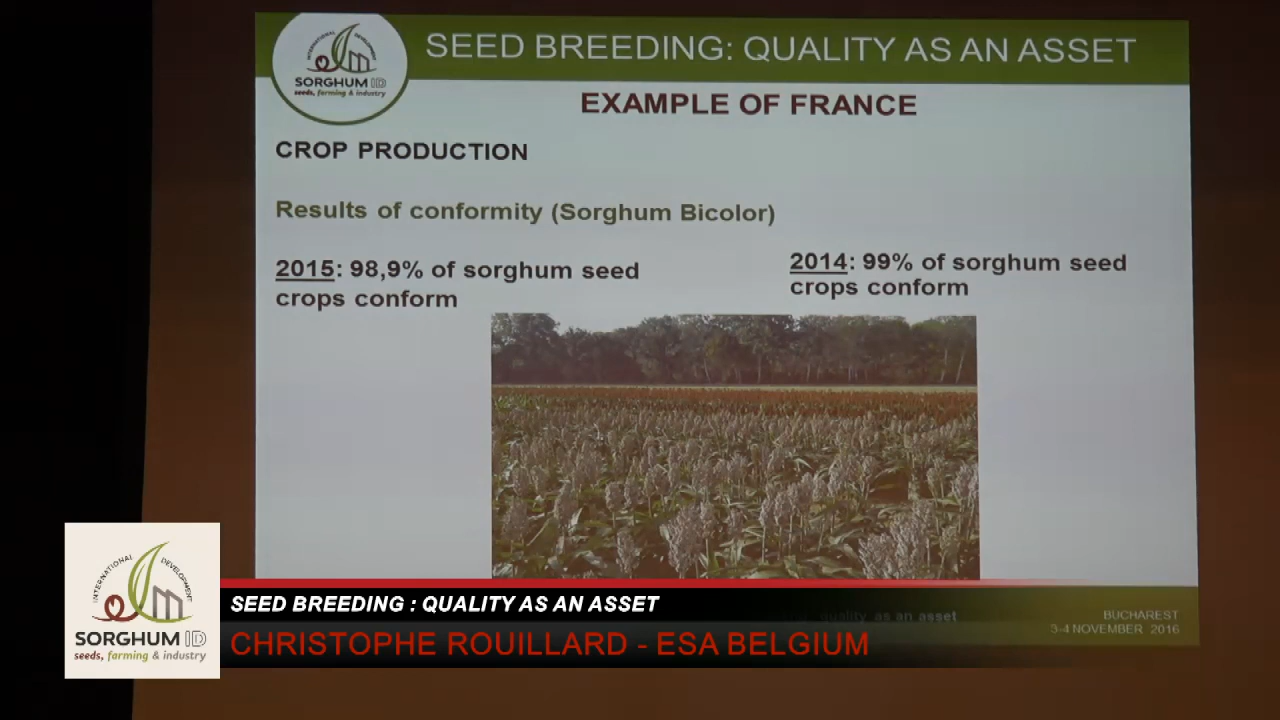 INTERNATIONAL DEVELOPMENT
SORGHUM ID
seeds, farming & industry
SEED BREEDING: QUALITY AS AN ASSET
EXAMPLE OF FRANCE
CROP PRODUCTION
Results of conformity (Sorghum Bicolor)
2015: 98,9% of sorghum seed
crops conform
2014: 99% of sorghum seed
crops conform
quality as an asset
BUCHAREST
3-4 NOVEMBER 2016
INTERNATIONAL DEVELOPMENT
SORGHUM ID
seeds, farming & industry
SEED BREEDING : QUALITY AS AN ASSET
CHRISTOPHE ROUILLARD - ESA BELGIUM